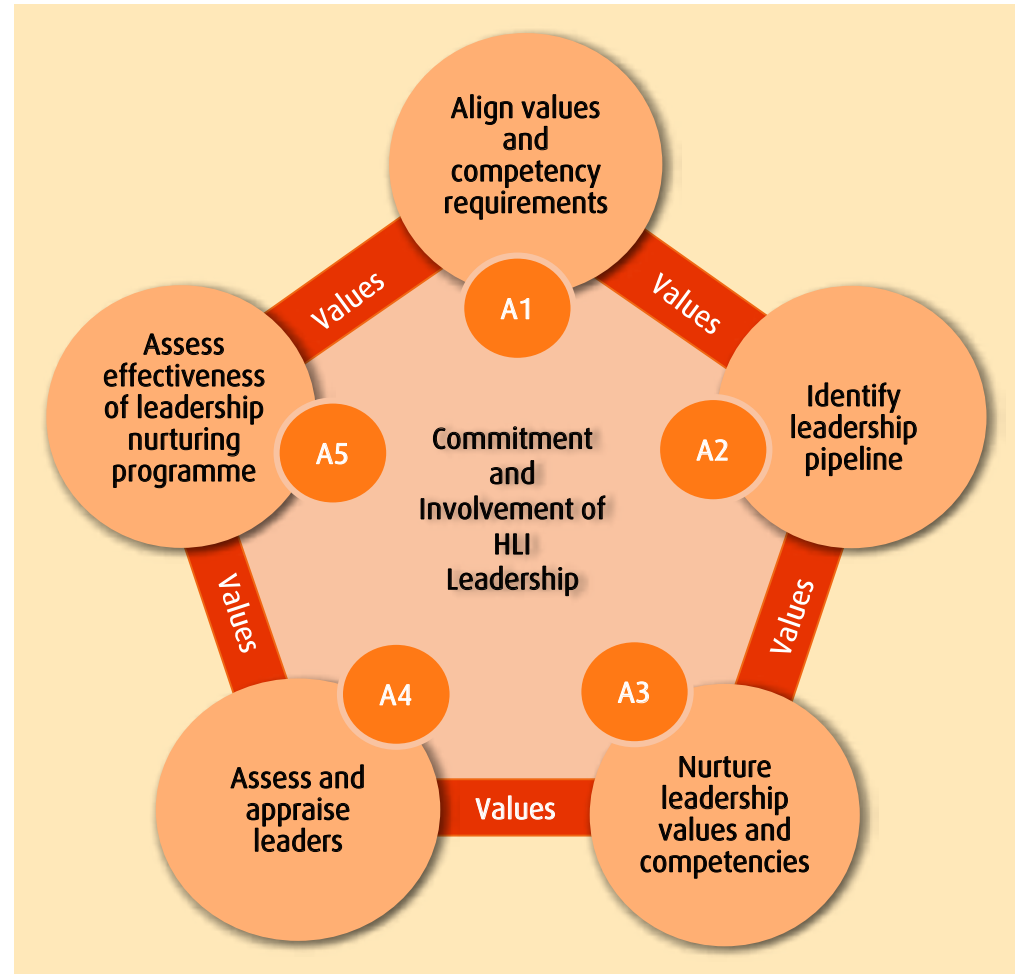 Align values
and
competency
requirements
A1
Values
Values
Assess
effectiveness
of leadership
nurturing
programme
A5
Commitment
and
Involvement of
HLI
Leadership
A2
Identify
leadership
pipeline
Values
Values
A4
A3
Assess and
appraise
leaders
Values
Nurture
leadership
values and
competencies